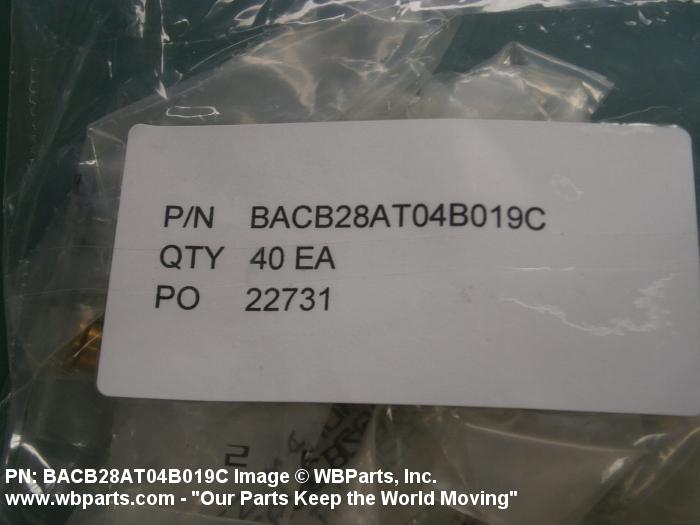 P/N BACB28AT04B019C
QTY 40 EA
PO 22731
PN: BACB28AT04B019C Image © WBParts, Inc.
www.wbparts.com - "Our Parts Keep the World Moving"